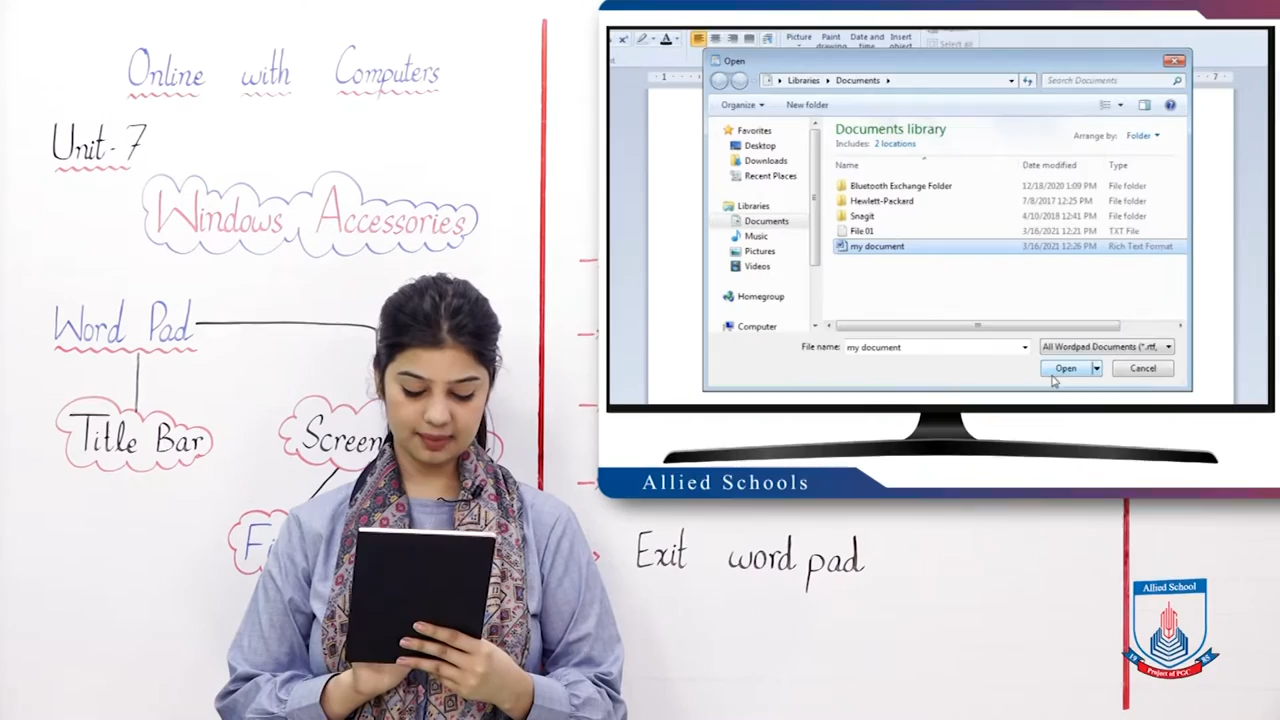 Online with Computers
Unit-7
Windows Accessories
Word Pad
Title Bar
Screen
Fi
Exit word pad
Picture
Paint drawing
Date and time
Insert object
Select all
1
7
Open
Libraries Documents
Search Documents
Organize New folder
Favorites
Desktop
Downloads
Recent Places
Libraries
Documents
Music
Pictures
Videos
Homegroup
Computer
Documents library
Includes: 2 locations
Arrange by: Folder
Name Date modified Type
Bluetooth Exchange Folder 12/18/2020 1:09 PM File folder
Hewlett-Packard 7/8/2017 12:25 PM File folder
Snagit 4/10/2018 12:41 PM File folder
File 01 3/16/2021 12:21 PM TXT File
my document 3/16/2021 12:26 PM Rich Text Format
File name: my document All Wordpad Documents (*.rtf,
Open Cancel
Allied Schools
Allied School
Project of PGC